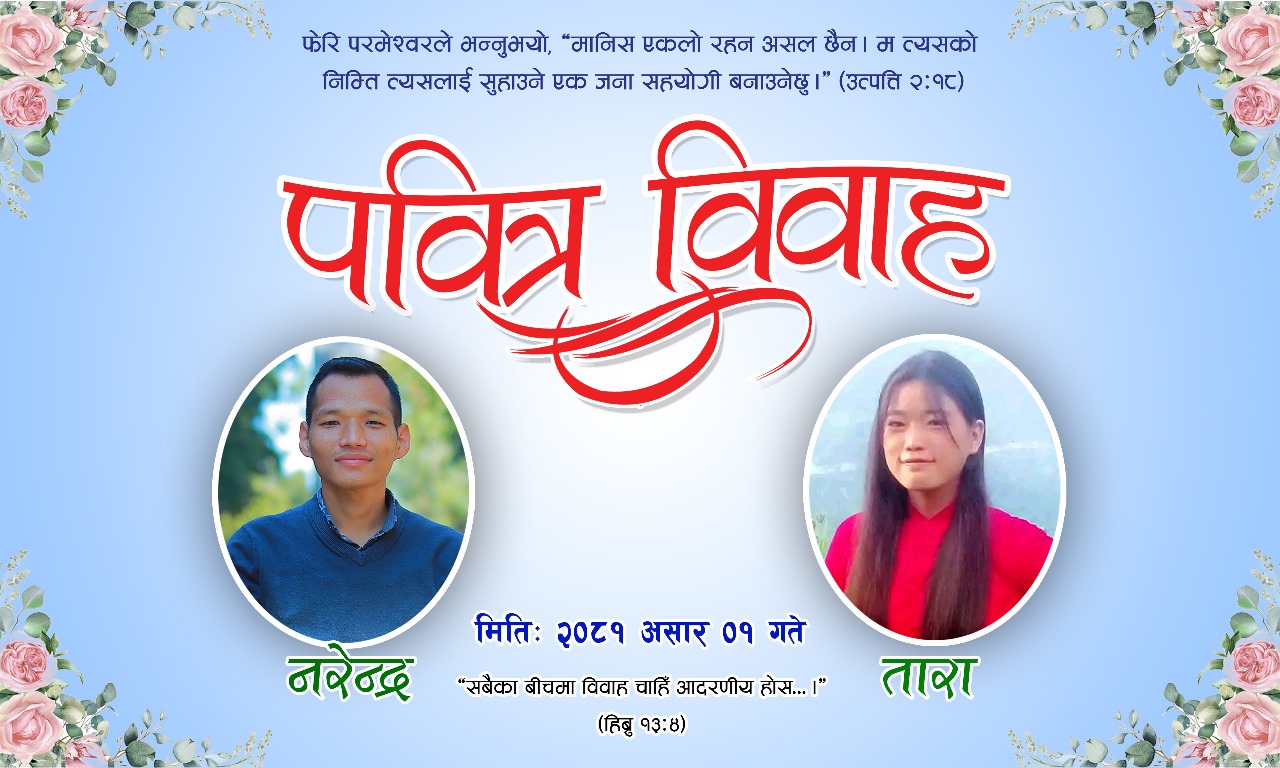 फेरि परमेश्वरले भन्नुभयो, “मानिस एकलो रहन असल छैन। म त्यसको
निम्ति त्यसलाई सुहाउने एक जना सहयोगी बनाउनेछु।” (उत्पत्ति २:१८)
पवित्र विवाह
मितिः २०८१ असार ०१ गते
नरेन्द्र
तारा
“सबैका बीचमा विवाह चाहिँ आदरणीय होस...।”
(हिब्रु १३:४)